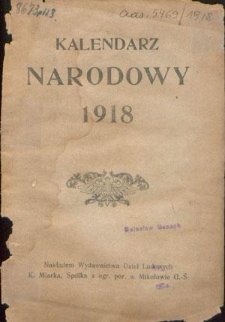 KALENDARZ
NARODOWY
1918
Nakładem Wydawnictwa Dzieł Ludowych
K. Miarka, Spółka z ogr. por. w Mikołowie O.-S.